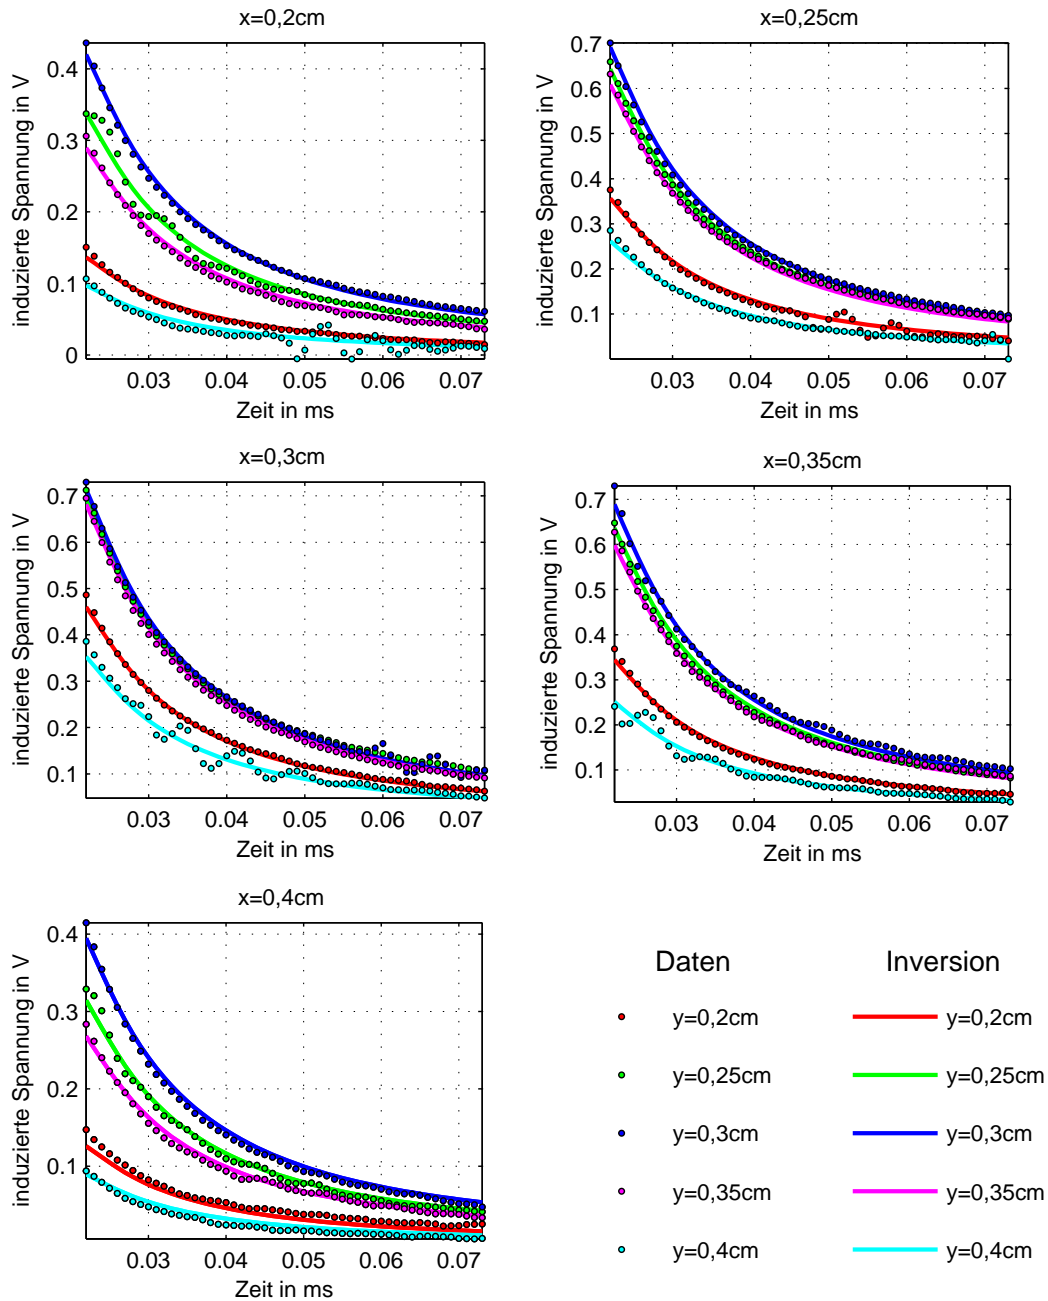 x=0,2cm
induzierte Spannung in V
0.4
0.3
0.2
0.1
0
0.03 0.04 0.05 0.06 0.07
Zeit in ms
x=0,25cm
induzierte Spannung in V
0.7
0.6
0.5
0.4
0.3
0.2
0.1
0.03 0.04 0.05 0.06 0.07
Zeit in ms
x=0,3cm
induzierte Spannung in V
0.7
0.6
0.5
0.4
0.3
0.2
0.1
0.03 0.04 0.05 0.06 0.07
Zeit in ms
x=0,35cm
induzierte Spannung in V
0.7
0.6
0.5
0.4
0.3
0.2
0.1
0.03 0.04 0.05 0.06 0.07
Zeit in ms
x=0,4cm
induzierte Spannung in V
0.4
0.3
0.2
0.1
0.03 0.04 0.05 0.06 0.07
Zeit in ms
Daten Inversion
y=0,2cm y=0,2cm
y=0,25cm y=0,25cm
y=0,3cm y=0,3cm
y=0,35cm y=0,35cm
y=0,4cm y=0,4cm